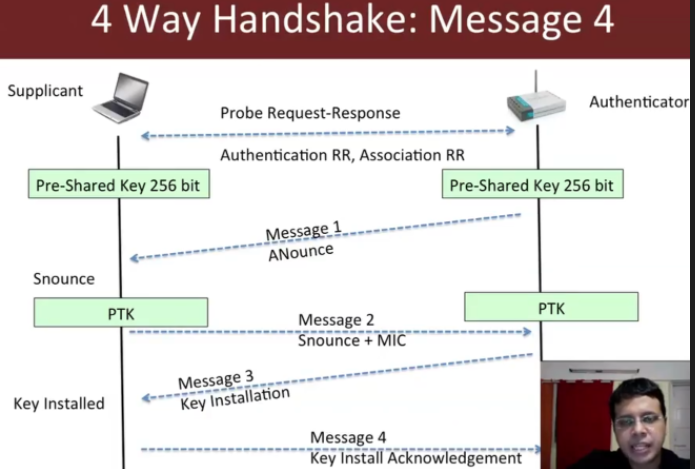 4 Way Handshake: Message 4
Supplicant
Authenticator
Probe Request-Response
Authentication RR, Association RR
Pre-Shared Key 256 bit
Pre-Shared Key 256 bit
Message 1
ANounce
Snounce
PTK
PTK
Message 2
Snounce + MIC
Message 3
Key Installation
Key Installed
Message 4
Key Install Acknowledgement